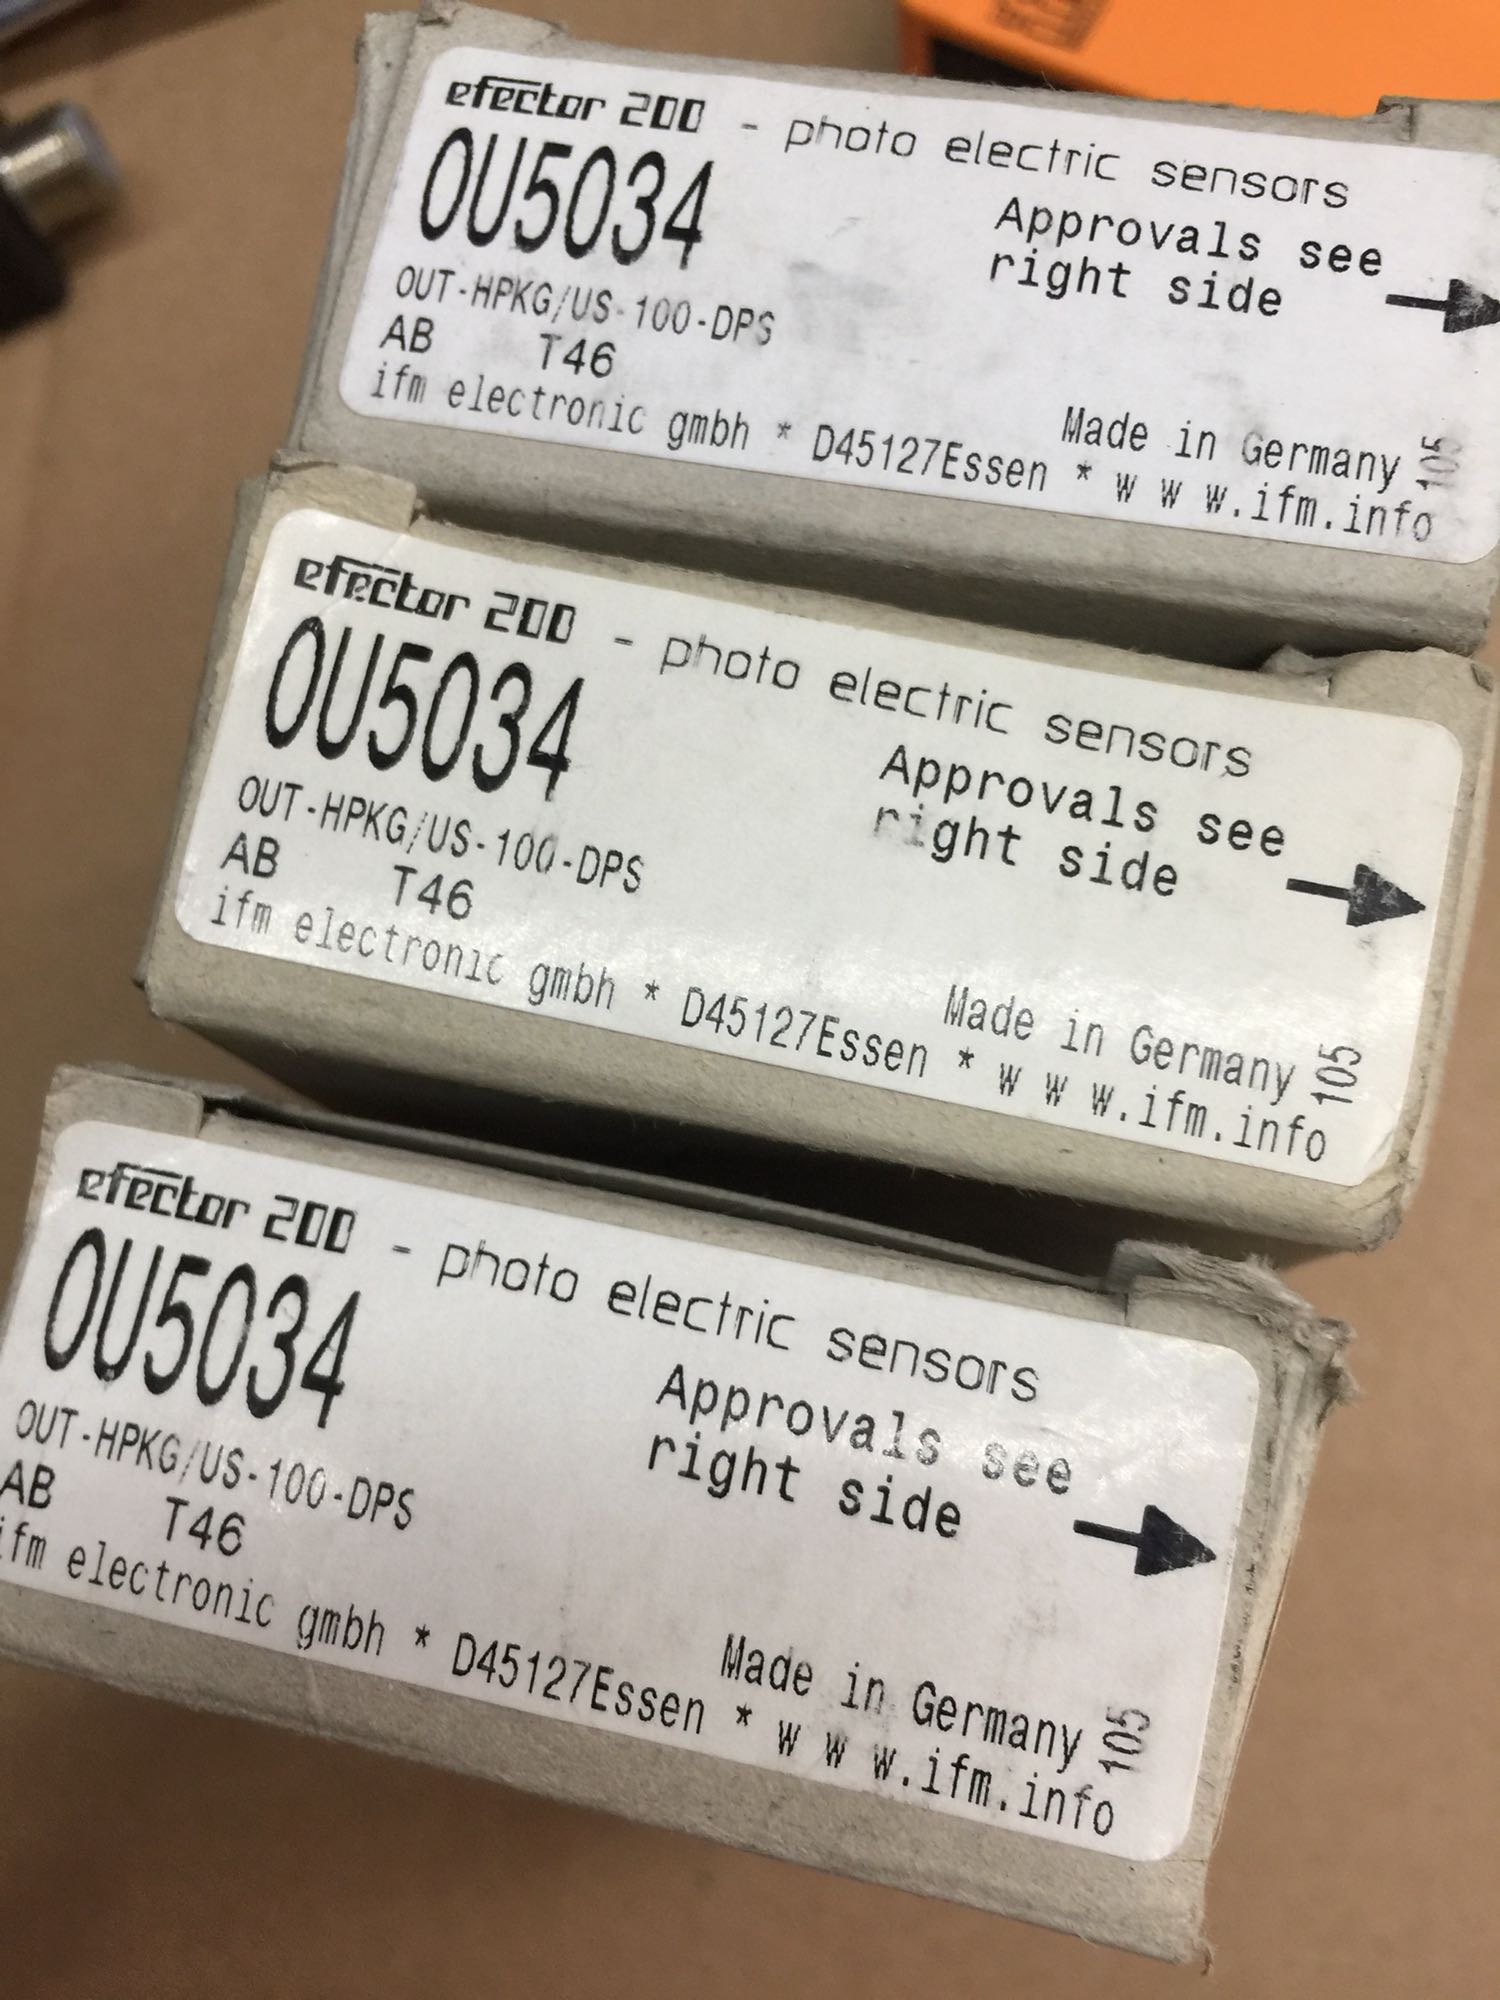 efector 200 - photo electric sensors
OU5034
Approvals see
right side
OUT-HPKG/US-100-DPS
AB T46
Made in Germany 105
ifm electronic gmbh * D45127Essen * w w w.ifm.info
efector 200 - photo electric sensors
OU5034
Approvals see
right side
OUT-HPKG/US-100-DPS
AB T46
Made in Germany 105
ifm electronic gmbh * D45127Essen * w w w.ifm.info
efector 200 - photo electric sensors
OU5034
Approvals see
right side
OUT-HPKG/US-100-DPS
AB T46
Made in Germany 105
ifm electronic gmbh * D45127Essen * w w w.ifm.info